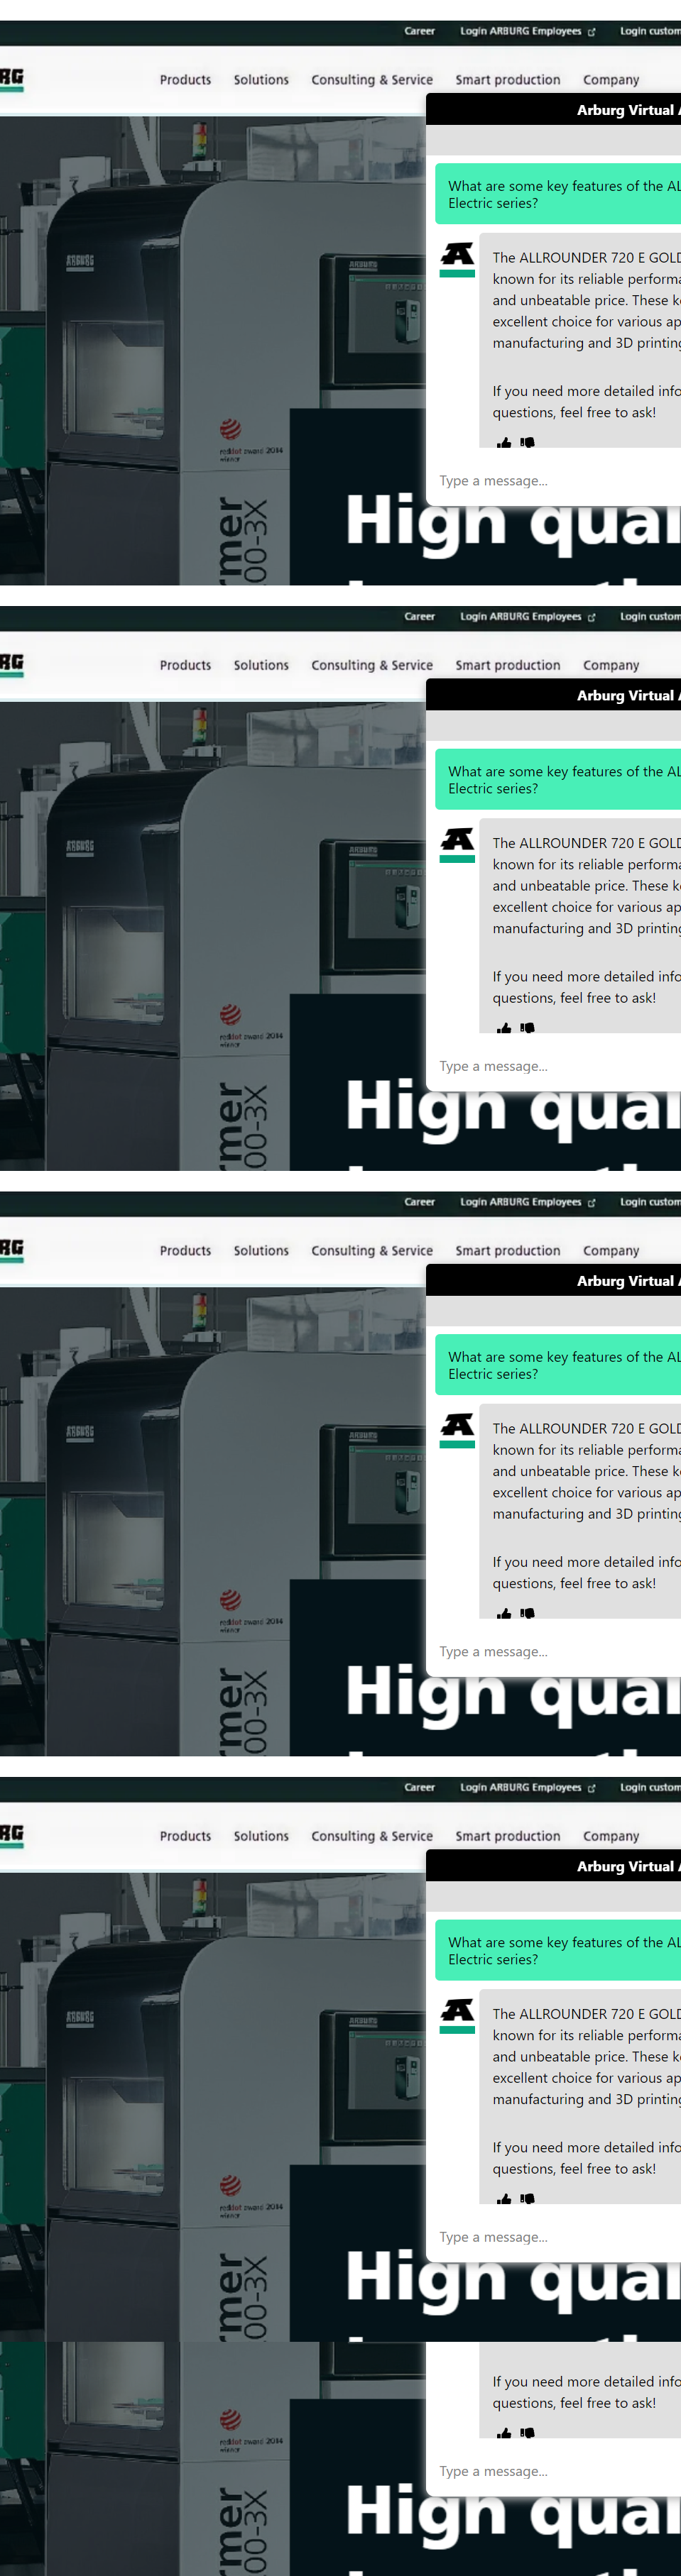 Career Login ARBURG Employees Login custom
RG
Products Solutions Consulting & Service Smart production Company
Arburg Virtual A
What are some key features of the AL
Electric series?
ARBURG
ARBURG
The ALLROUNDER 720 E GOLD
known for its reliable performa
and unbeatable price. These k
excellent choice for various ap
manufacturing and 3D printing
If you need more detailed info
questions, feel free to ask!
reddot award 2014
winner
Type a message...
rmer
00-3X
High qual
Career Login ARBURG Employees Login custom
RG
Products Solutions Consulting & Service Smart production Company
Arburg Virtual A
What are some key features of the AL
Electric series?
ARBURG
ARBURG
The ALLROUNDER 720 E GOLD
known for its reliable performa
and unbeatable price. These k
excellent choice for various ap
manufacturing and 3D printing
If you need more detailed info
questions, feel free to ask!
reddot award 2014
winner
Type a message...
rmer
00-3X
High qual
Career Login ARBURG Employees Login custom
RG
Products Solutions Consulting & Service Smart production Company
Arburg Virtual A
What are some key features of the AL
Electric series?
ARBURG
ARBURG
The ALLROUNDER 720 E GOLD
known for its reliable performa
and unbeatable price. These k
excellent choice for various ap
manufacturing and 3D printing
If you need more detailed info
questions, feel free to ask!
reddot award 2014
winner
Type a message...
rmer
00-3X
High qual
Career Login ARBURG Employees Login custom
RG
Products Solutions Consulting & Service Smart production Company
Arburg Virtual A
What are some key features of the AL
Electric series?
ARBURG
ARBURG
The ALLROUNDER 720 E GOLD
known for its reliable performa
and unbeatable price. These k
excellent choice for various ap
manufacturing and 3D printing
If you need more detailed info
questions, feel free to ask!
reddot award 2014
winner
Type a message...
rmer
00-3X
High qual
If you need more detailed info
questions, feel free to ask!
reddot award 2014
winner
Type a message...
rmer
00-3X
High qual